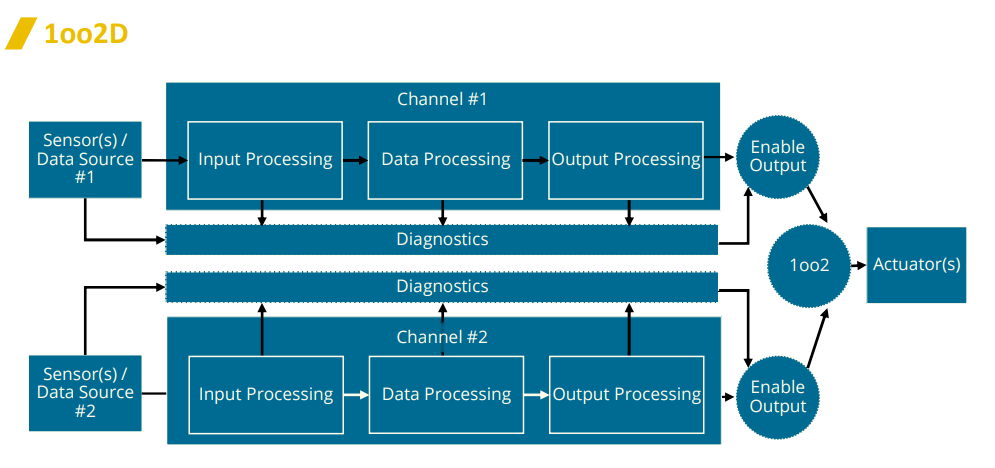 1oo2D
Channel #1
Sensor(s) /
Data Source
#1
Input Processing
Data Processing
Output Processing
Enable
Output
Diagnostics
1oo2
Actuator(s)
Diagnostics
Channel #2
Sensor(s) /
Data Source
#2
Input Processing
Data Processing
Output Processing
Enable
Output